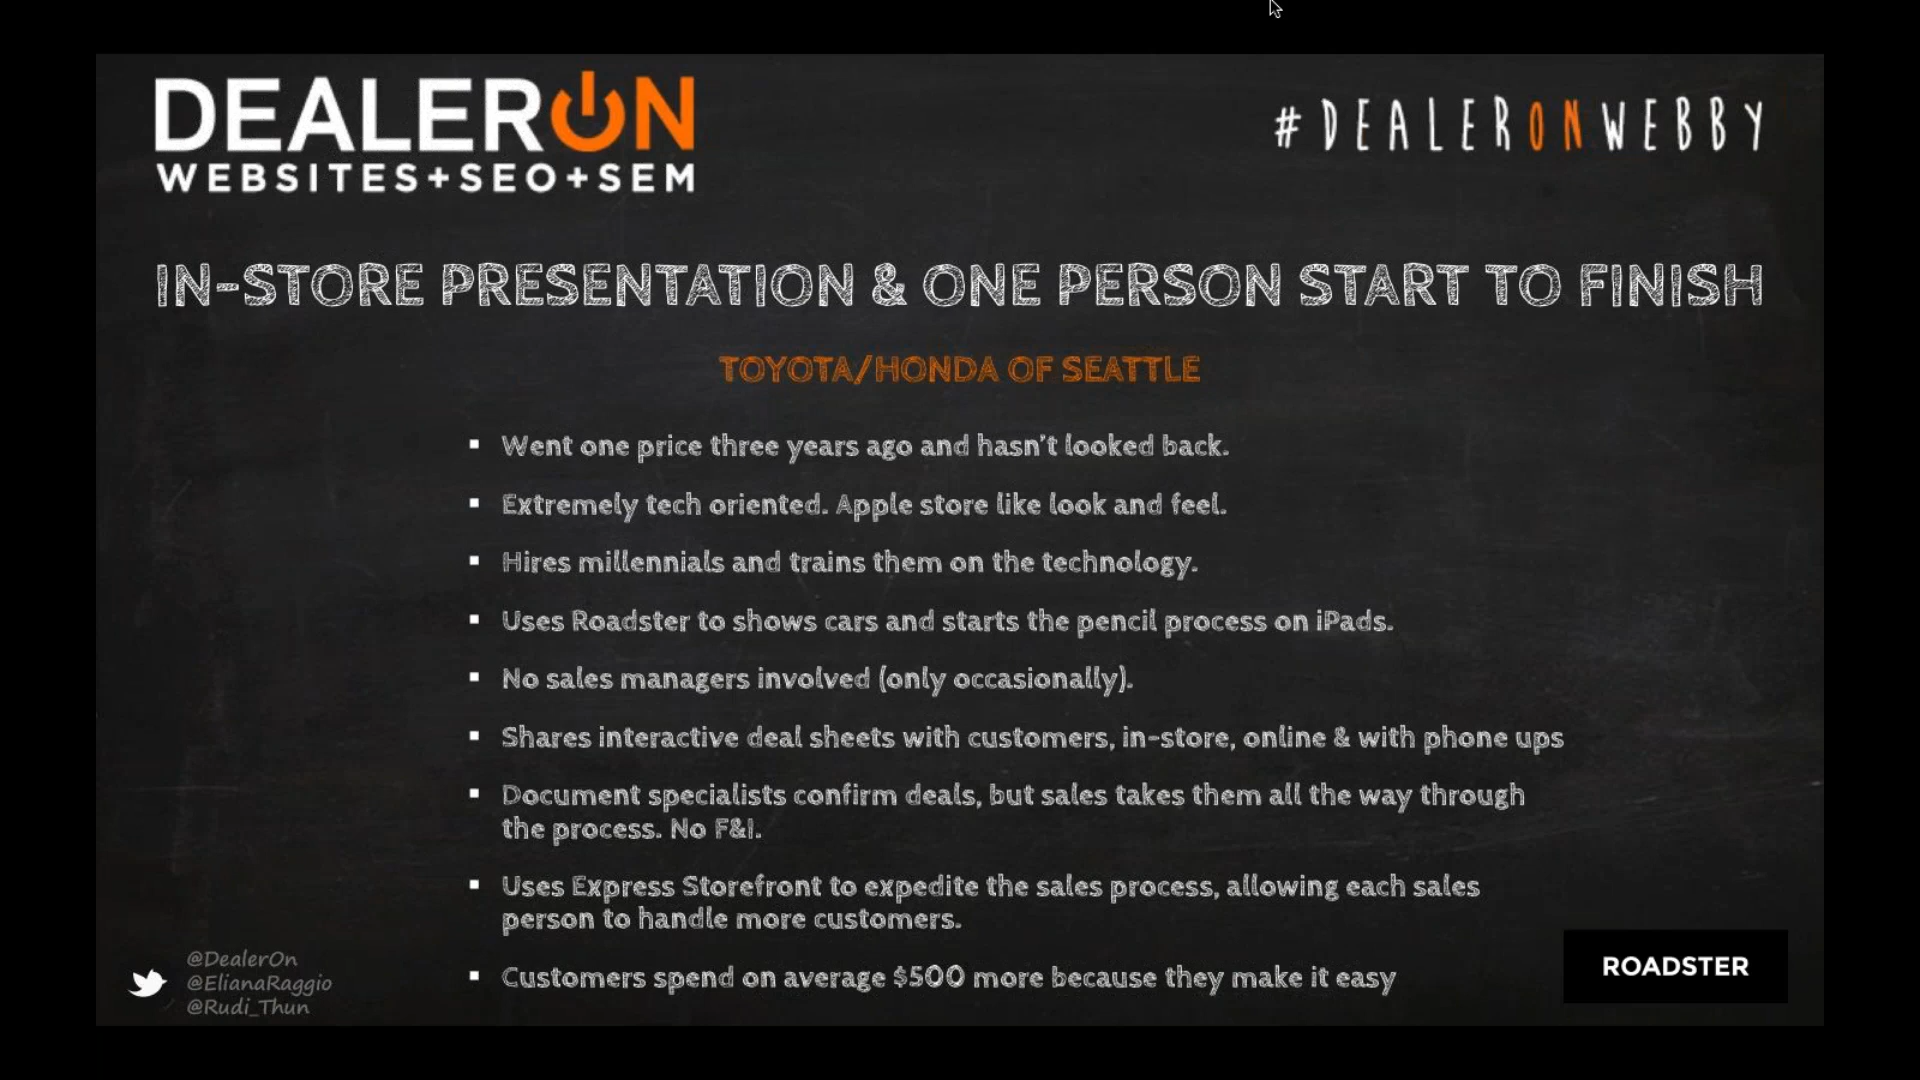 DEALERON
WEBSITES+SEO+SEM
#DEALERONWEBBY
IN-STORE PRESENTATION & ONE PERSON START TO FINISH
TOYOTA/HONDA OF SEATTLE
▪ Went one price three years ago and hasn't looked back.
▪ Extremely tech oriented. Apple store like look and feel.
▪ Hires millennials and trains them on the technology.
▪ Uses Roadster to shows cars and starts the pencil process on iPads.
▪ No sales managers involved (only occasionally).
▪ Shares interactive deal sheets with customers, in-store, online & with phone ups
▪ Document specialists confirm deals, but sales takes them all the way through
the process. No F&I.
▪ Uses Express Storefront to expedite the sales process, allowing each sales
person to handle more customers.
▪ Customers spend on average $500 more because they make it easy
@DealerOn
@ElianaRaggio
@Rudi_Thun
ROADSTER